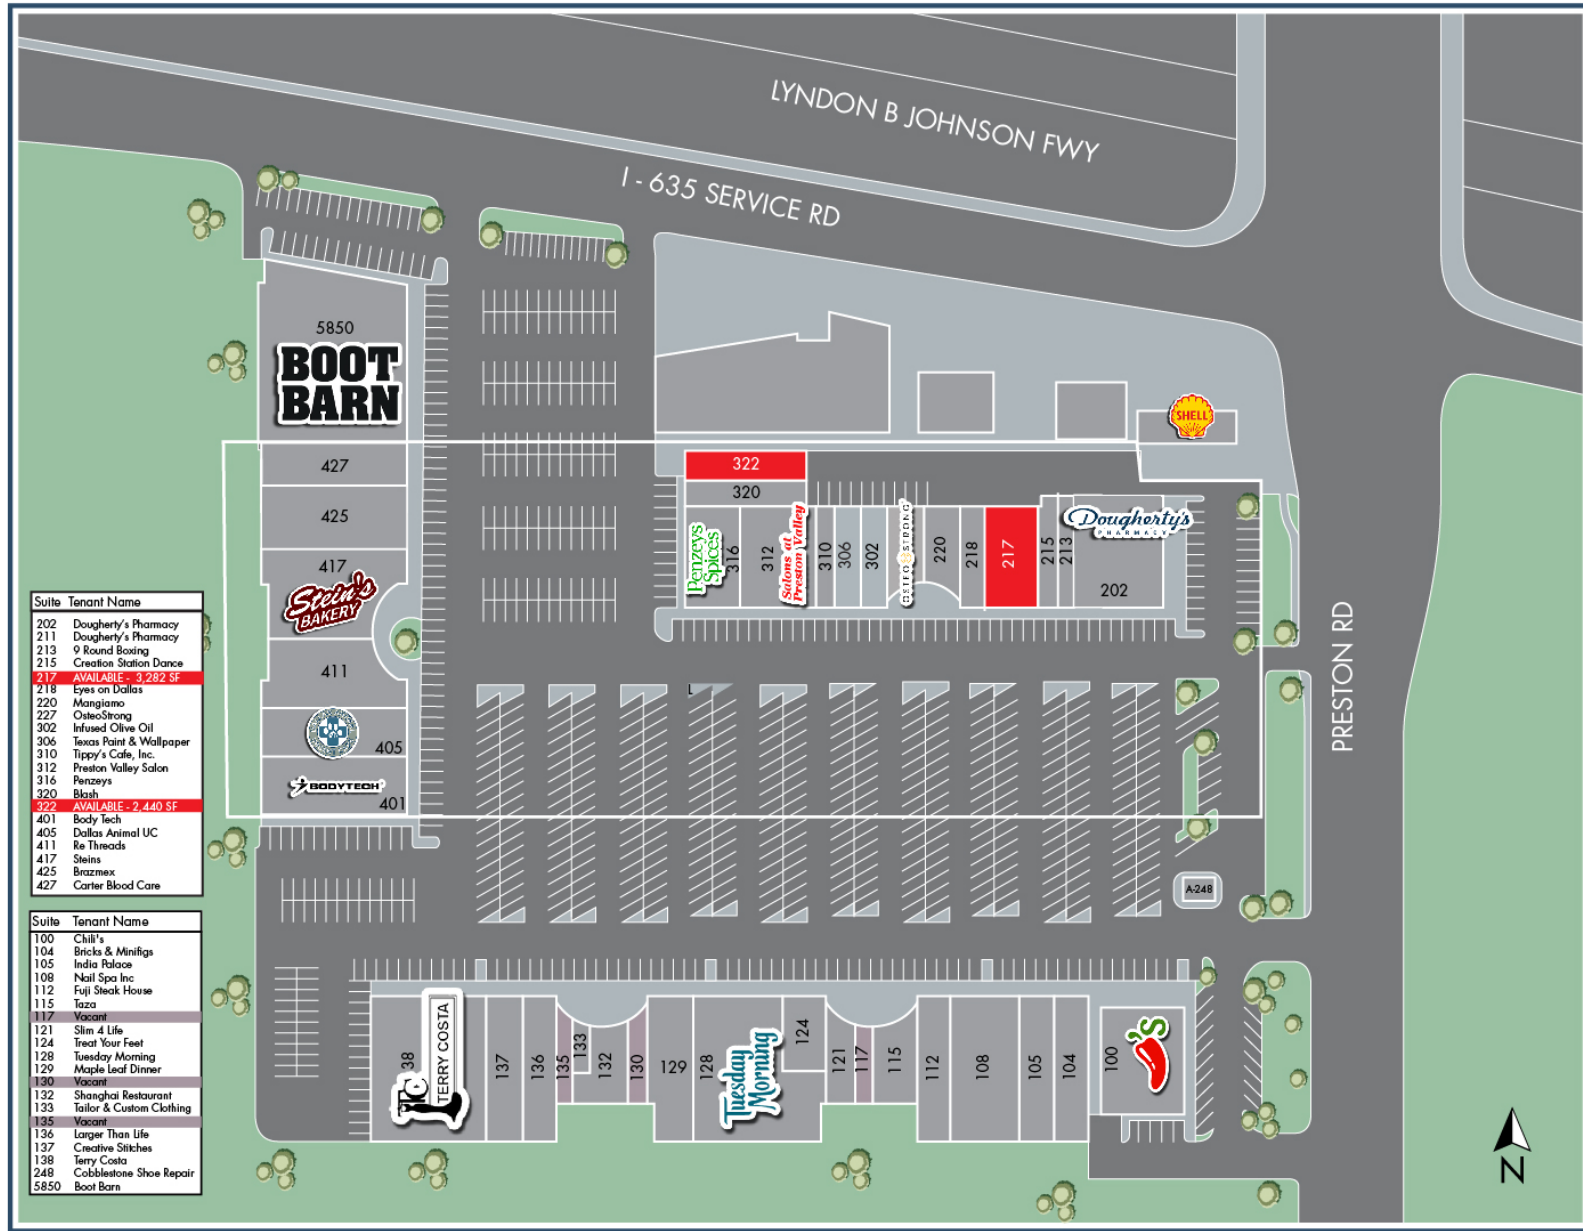 LYNDON B JOHNSON FWY
I - 635 SERVICE RD
5850
BOOT
BARN
427
425
417
Stein's
BAKERY
411
405
BODYTECH
401
SHELL
322
320
Penzeys
Spices
316
312
Salons at
Preston Valley
310
306
302
OSTEOSTRONG
220
218
217
215
213
Dougherty's
PHARMACY
202
PRESTON RD
L
A-248
Suite Tenant Name
202 Dougherty's Pharmacy
211 Dougherty's Pharmacy
213 9 Round Boxing
215 Creation Station Dance
217 AVAILABLE - 3,282 SF
218 Eyes on Dallas
220 Mangiamo
227 OsteoStrong
302 Infused Olive Oil
306 Texas Paint & Wallpaper
310 Tippy's Cafe, Inc.
312 Preston Valley Salon
316 Penzeys
320 Blash
322 AVAILABLE - 2,440 SF
401 Body Tech
405 Dallas Animal UC
411 Re Threads
417 Steins
425 Brazmex
427 Carter Blood Care
Suite Tenant Name
100 Chili's
104 Bricks & Minifigs
105 India Palace
108 Nail Spa Inc
112 Fuji Steak House
115 Taza
117 Vacant
121 Slim 4 Life
124 Treat Your Feet
128 Tuesday Morning
129 Maple Leaf Dinner
130 Vacant
132 Shanghai Restaurant
133 Tailor & Custom Clothing
135 Vacant
136 Larger Than Life
137 Creative Stitches
138 Terry Costa
248 Cobblestone Shoe Repair
5850 Boot Barn
138
TC
TERRY COSTA
137
136
135
133
132
130
129
128
Tuesday
Morning
124
121
117
115
112
108
105
104
100
'S
N